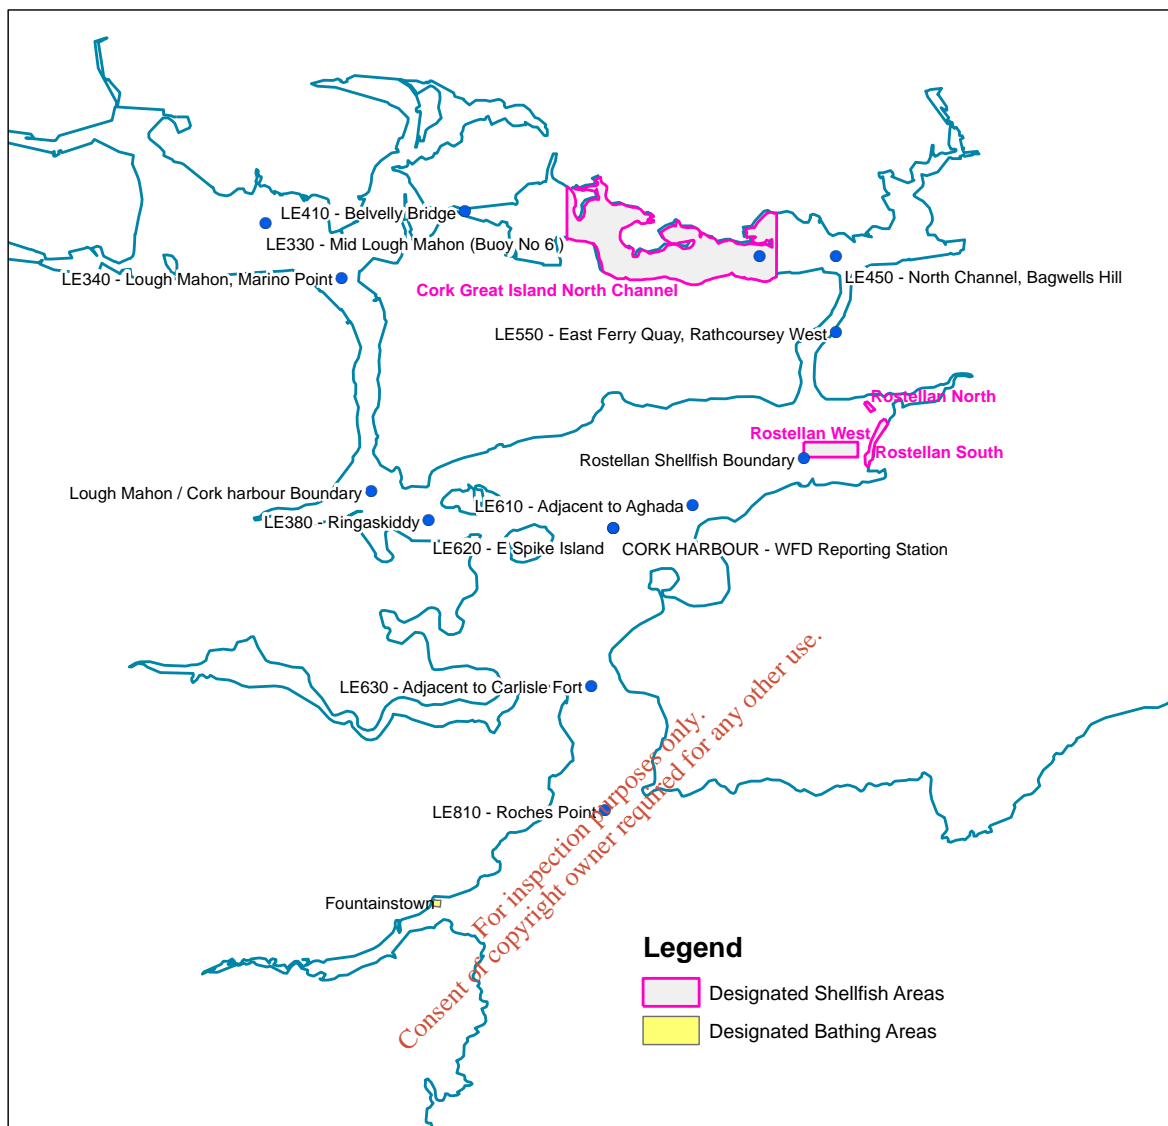 LE410 - Belvelly Bridge
LE330 - Mid Lough Mahon (Buoy No 6 )
LE340 - Lough Mahon, Marino Point
Cork Great Island North Channel
LE450 - North Channel, Bagwells Hill
LE550 - East Ferry Quay, Rathcoursey West
Rostellan North
Rostellan West
Rostellan South
Rostellan Shellfish Boundary
Lough Mahon / Cork harbour Boundary
LE610 - Adjacent to Aghada
LE380 - Ringaskiddy
LE620 - E Spike Island
CORK HARBOUR - WFD Reporting Station
LE630 - Adjacent to Carlisle Fort
LE810 - Roches Point
Fountainstown
For inspection purposes only.
Consent of copyright owner required for any other use.
Legend
Designated Shellfish Areas
Designated Bathing Areas